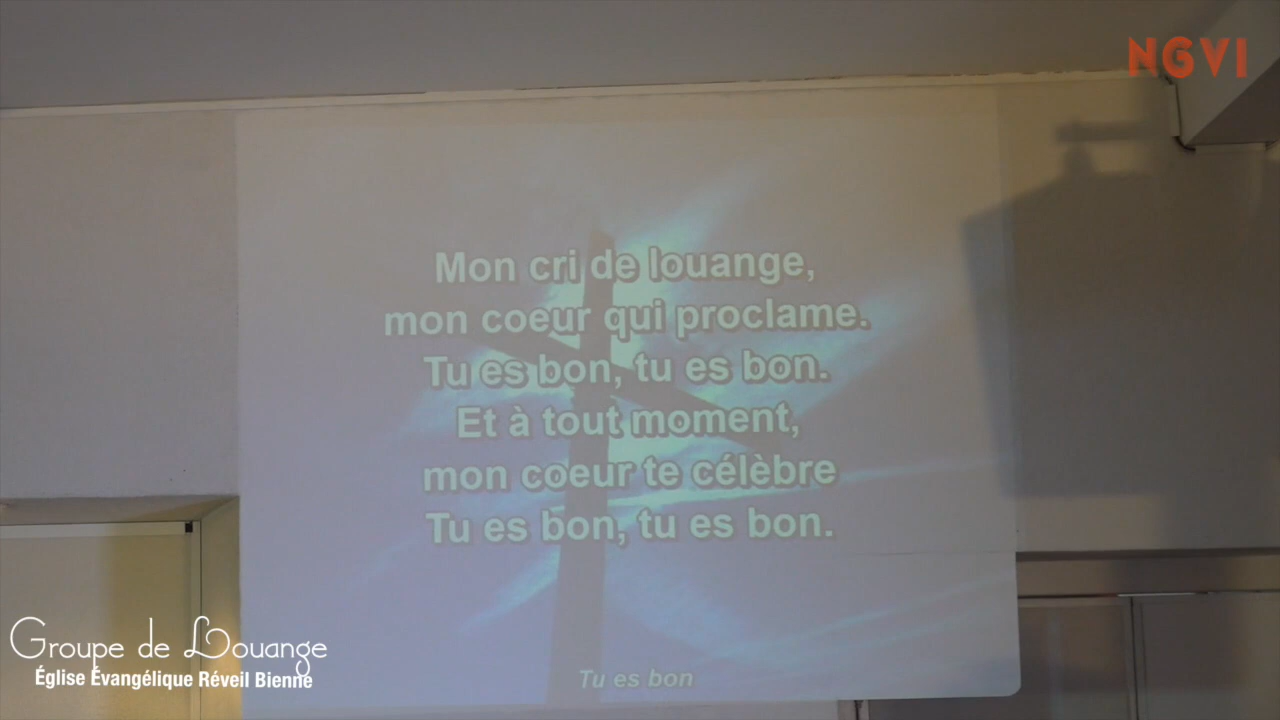 NGVI
Mon cri de louange,
mon coeur qui proclame.
Tu es bon, tu es bon.
Et à tout moment,
mon coeur te célèbre
Tu es bon, tu es bon.
Tu es bon
Groupe de Louange
Église Évangélique Réveil Bienne